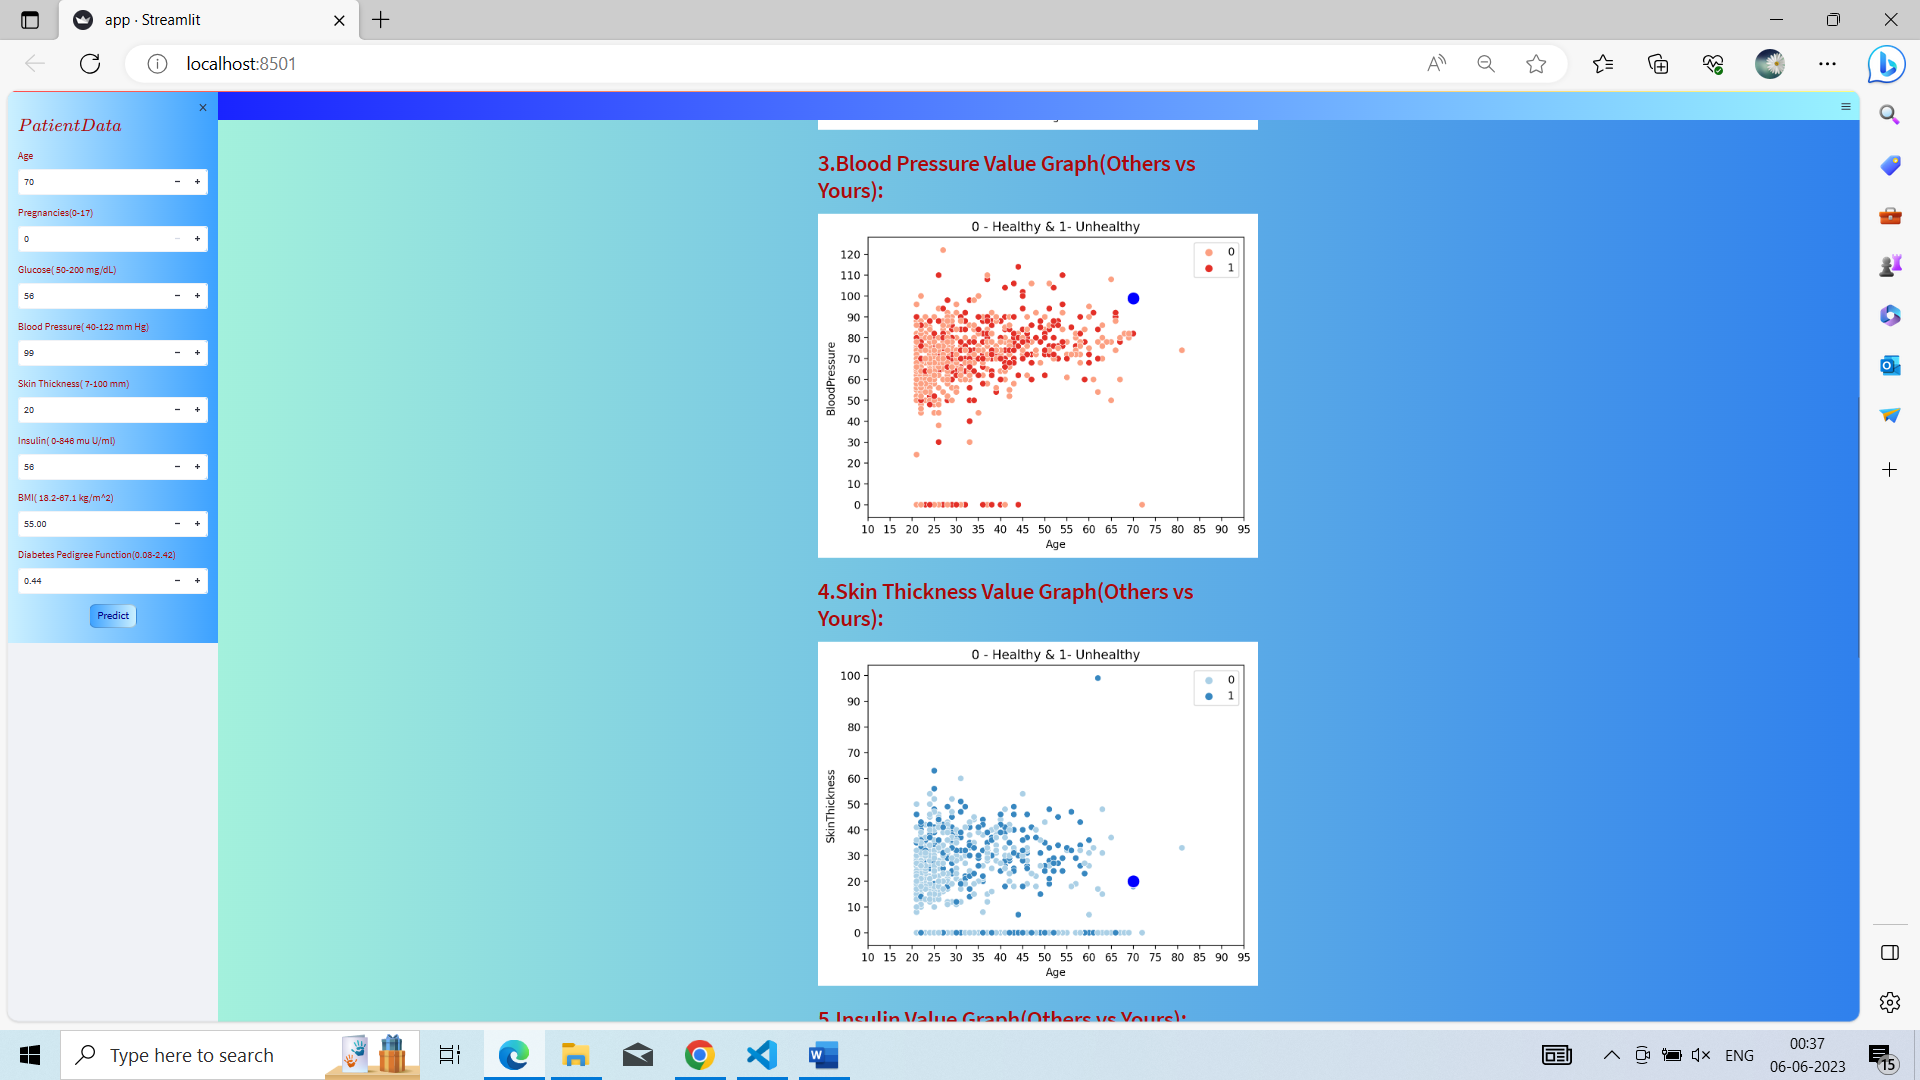 app · Streamlit
localhost:8501
PatientData
Age
70
Pregnancies(0-17)
0
Glucose( 50-200 mg/dL)
56
Blood Pressure( 40-122 mm Hg)
99
Skin Thickness( 7-100 mm)
20
Insulin( 0-846 mu U/ml)
56
BMI( 18.2-67.1 kg/m^2)
55.00
Diabetes Pedigree Function(0.08-2.42)
0.44
Predict
3.Blood Pressure Value Graph(Others vs
Yours):
0 - Healthy & 1- Unhealthy
0
1
120
110
100
90
80
70
60
50
40
30
20
10
0
BloodPressure
10 15 20 25 30 35 40 45 50 55 60 65 70 75 80 85 90 95
Age
4.Skin Thickness Value Graph(Others vs
Yours):
0 - Healthy & 1- Unhealthy
0
1
100
90
80
70
60
50
40
30
20
10
0
SkinThickness
10 15 20 25 30 35 40 45 50 55 60 65 70 75 80 85 90 95
Age
5.Insulin Value Graph(Others vs Yours):
Type here to search
ENG
00:37
06-06-2023
15